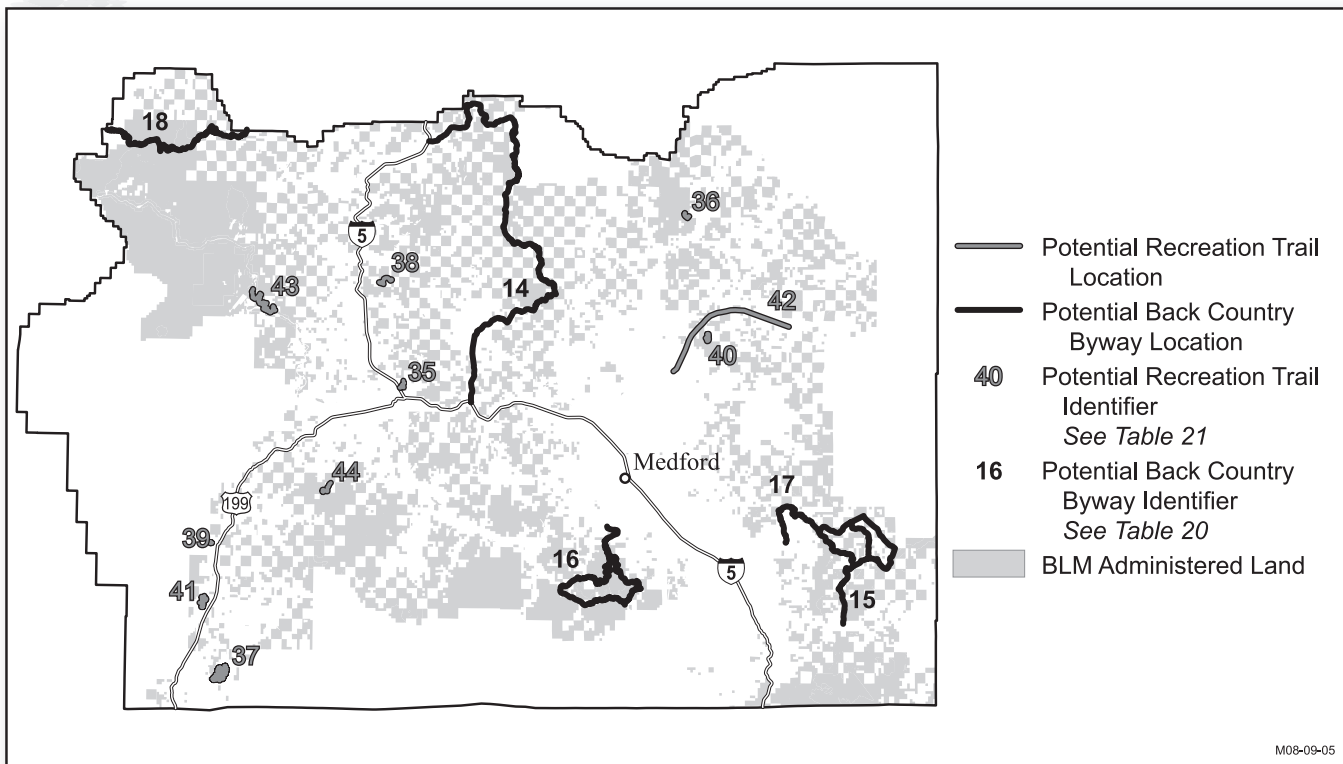 18
5
36
38
43
14
42
40
35
Medford
44
199
17
39
16
5
41
15
37
Potential Recreation Trail
Location
Potential Back Country
Byway Location
40 Potential Recreation Trail
Identifier
See Table 21
16 Potential Back Country
Byway Identifier
See Table 20
BLM Administered Land
M08-09-05